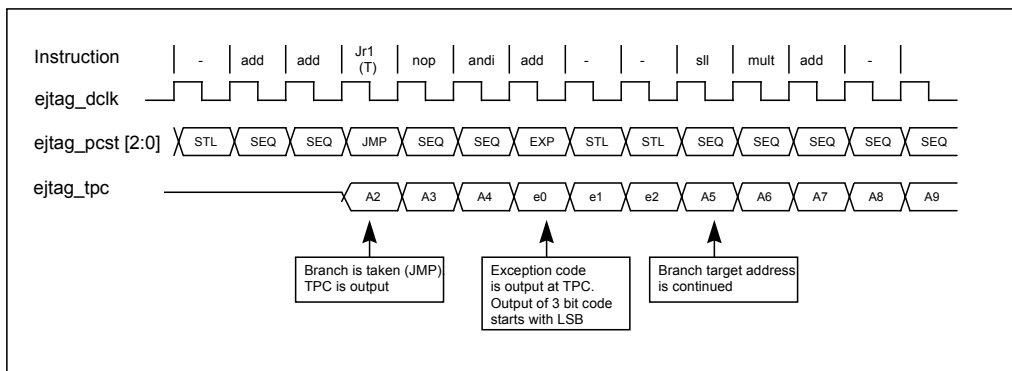 Instruction - add add Jr1 (T) nop andi add - - sll mult add -
ejtag_dclk
ejtag_pcst [2:0] STL SEQ SEQ JMP SEQ SEQ EXP STL STL SEQ SEQ SEQ SEQ SEQ
ejtag_tpc A2 A3 A4 e0 e1 e2 A5 A6 A7 A8 A9
Branch is taken (JMP),
TPC is output
Exception code
is output at TPC.
Output of 3 bit code
starts with LSB
Branch target address
is continued